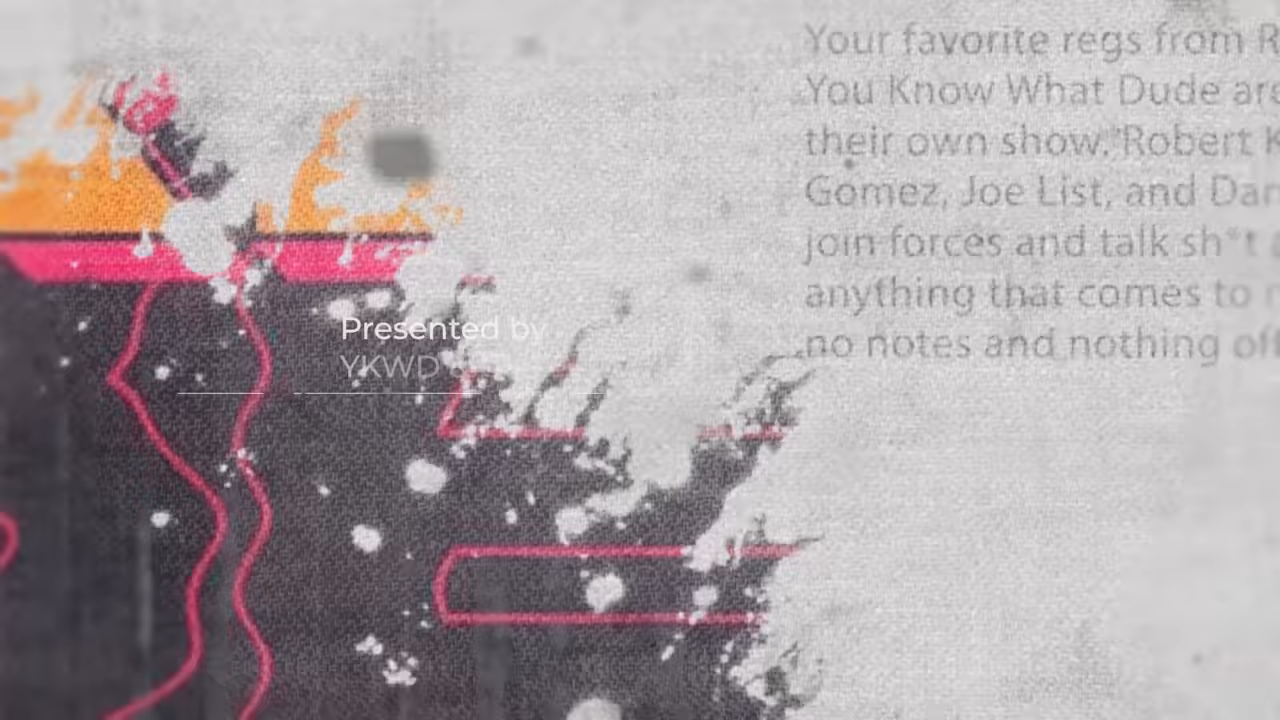 Your favorite regs from
You Know What Dude are
their own show. Robert
Gomez, Joe List, and
join forces and talk sh*t
anything that comes to
no notes and nothing off
Presented by
YKWD